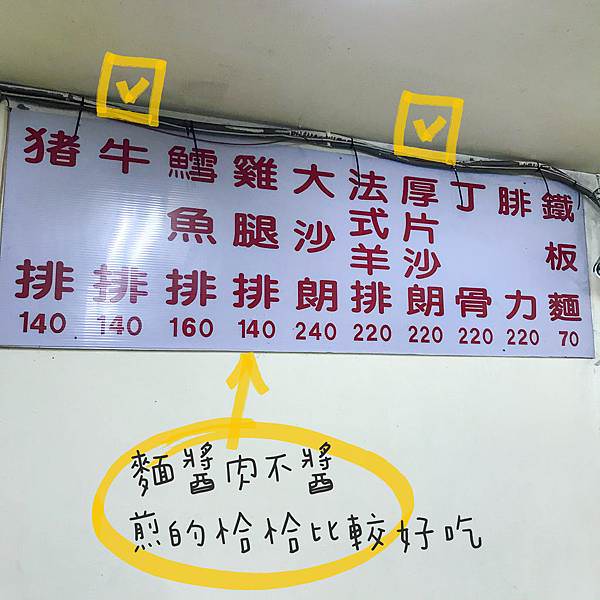 猪排 140
牛排 140
鱈魚排 160
雞腿排 140
大沙朗 240
法式羊排 220
厚片沙朗 220
丁骨 220
腓力 220
鐵板麵 70
麵醬肉不醬
煎的恰恰比較好吃